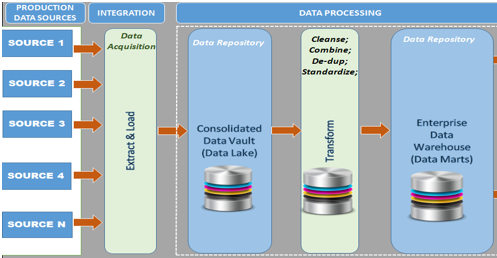 PRODUCTION
DATA SOURCES
INTEGRATION
DATA PROCESSING
SOURCE 1
SOURCE 2
SOURCE 3
SOURCE 4
SOURCE N
Data
Acquisition
Extract & Load
Data Repository
Consolidated
Data Vault
(Data Lake)
Cleanse;
Combine;
De-dup;
Standardize;
Transform
Data Repository
Enterprise
Data
Warehouse
(Data Marts)